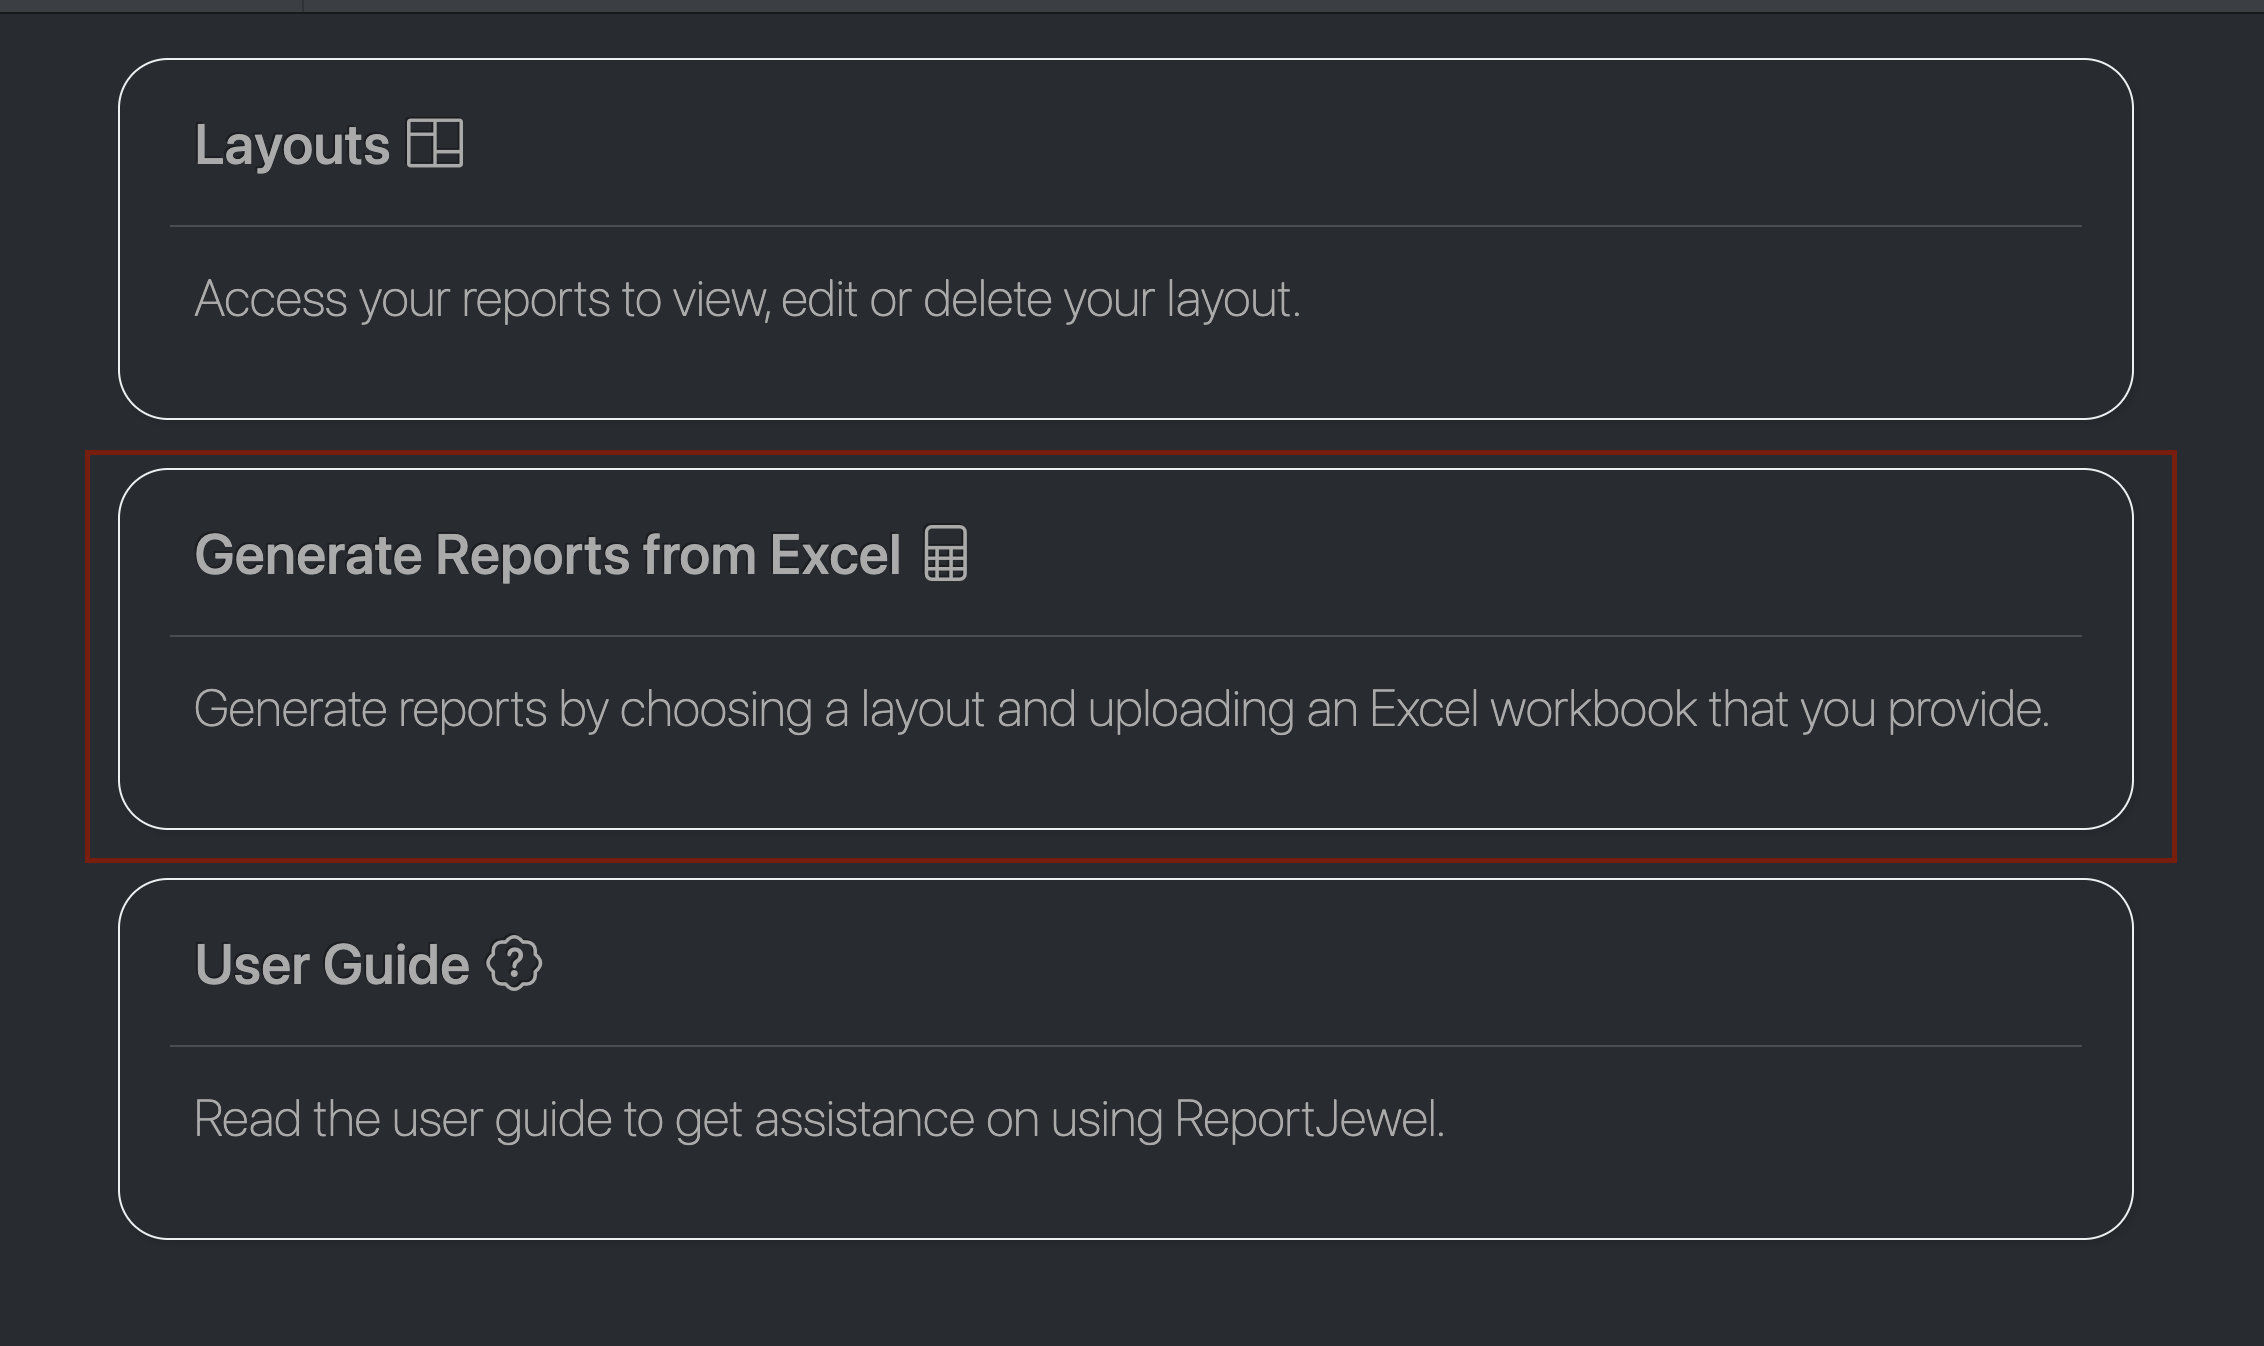 Layouts
Access your reports to view, edit or delete your layout.
Generate Reports from Excel
Generate reports by choosing a layout and uploading an Excel workbook that you provide.
User Guide
Read the user guide to get assistance on using ReportJewel.